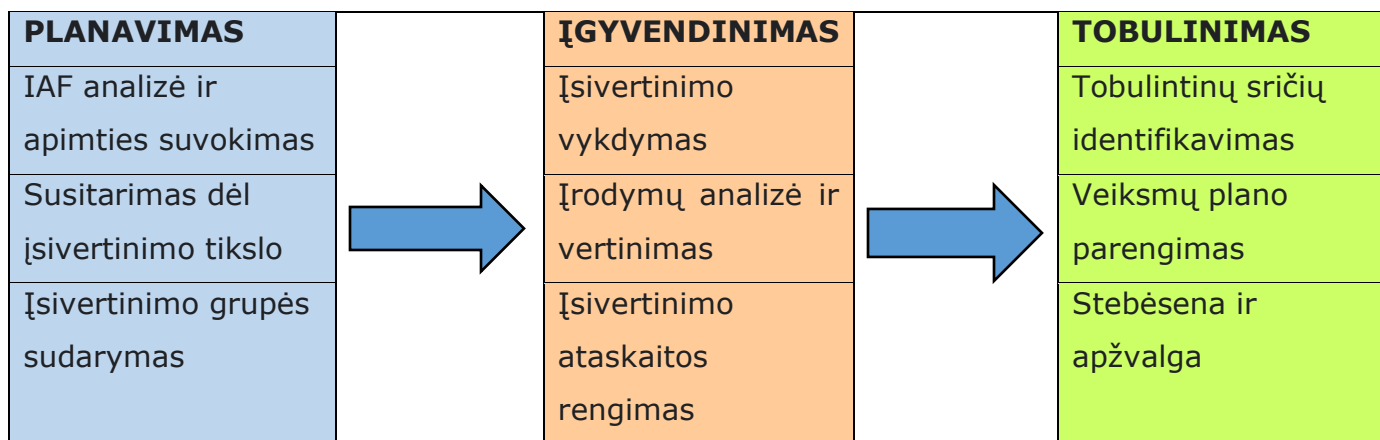 PLANAVIMAS
IAF analizė ir
apimties suvokimas
Susitarimas dėl
įsivertinimo tikslo
Įsivertinimo grupės
sudarymas
ĮGYVENDINIMAS
Įsivertinimo
vykdymas
Įrodymų analizė ir
vertinimas
Įsivertinimo
ataskaitos
rengimas
TOBULINIMAS
Tobulintinų sričių
identifikavimas
Veiksmų plano
parengimas
Stebėsena ir
apžvalga